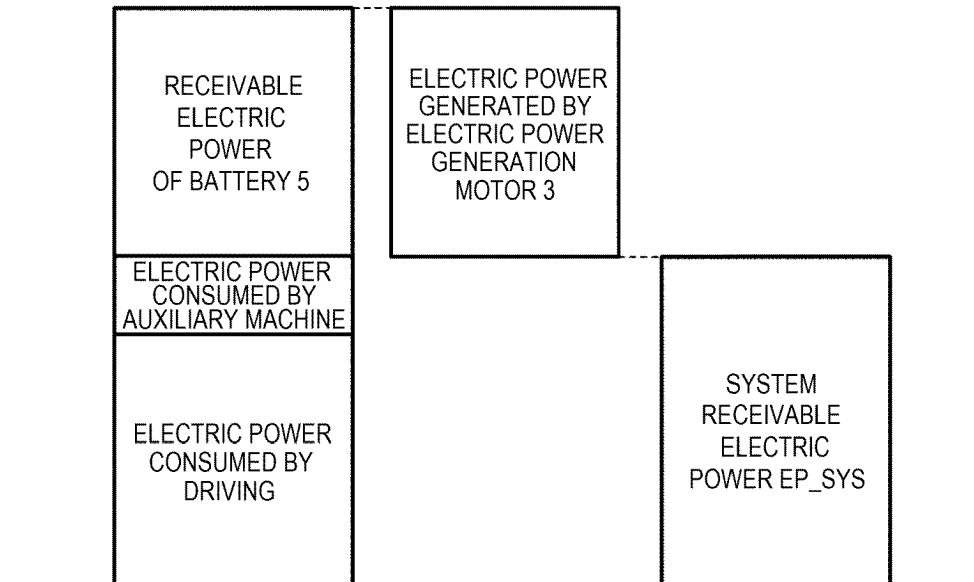 RECEIVABLE
ELECTRIC
POWER
OF BATTERY 5
ELECTRIC POWER
GENERATED BY
ELECTRIC POWER
GENERATION
MOTOR 3
ELECTRIC POWER
CONSUMED BY
AUXILIARY MACHINE
ELECTRIC POWER
CONSUMED BY
DRIVING
SYSTEM
RECEIVABLE
ELECTRIC
POWER EP_SYS